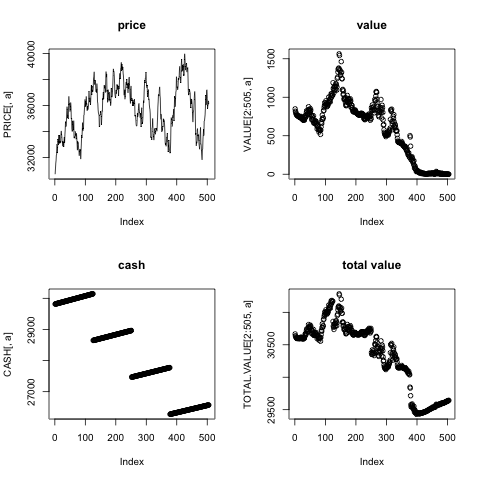 price
PRICE[, a]
32000
36000
40000
0
100
200
300
400
500
Index
value
VALUE[2:505, a]
0
500
1000
1500
0
100
200
300
400
500
Index
cash
CASH[, a]
27000
29000
0
100
200
300
400
500
Index
total value
TOTAL.VALUE[2:505, a]
29500
30500
0
100
200
300
400
500
Index